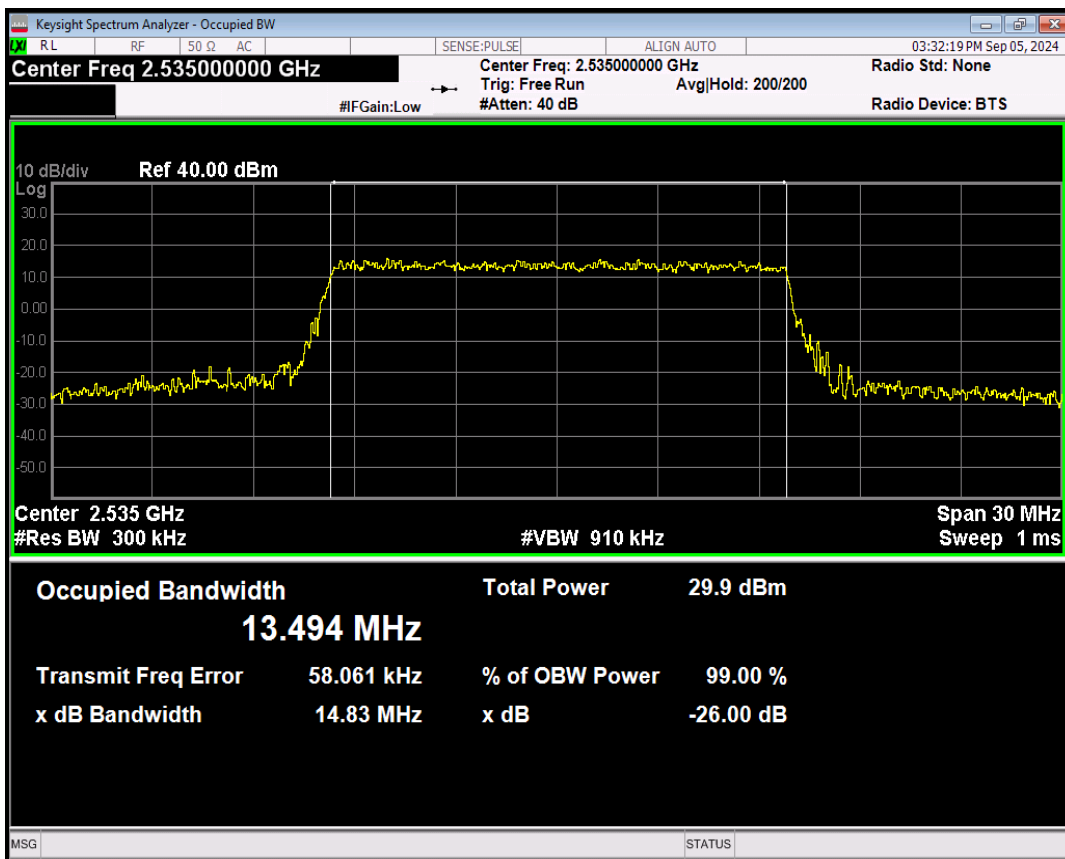 Keysight Spectrum Analyzer - Occupied BW
LXI RL RF 50 Ω AC SENSE:PULSE ALIGN AUTO 03:32:19 PM Sep 05, 2024
Center Freq 2.535000000 GHz Center Freq: 2.535000000 GHz Radio Std: None
Trig: Free Run Avg|Hold: 200/200
#IFGain:Low #Atten: 40 dB Radio Device: BTS
10 dB/div Ref 40.00 dBm
Log
30.0
20.0
10.0
0.00
-10.0
-20.0
-30.0
-40.0
-50.0
Center 2.535 GHz Span 30 MHz
#Res BW 300 kHz #VBW 910 kHz Sweep 1 ms
Occupied Bandwidth Total Power 29.9 dBm
13.494 MHz
Transmit Freq Error 58.061 kHz % of OBW Power 99.00 %
x dB Bandwidth 14.83 MHz x dB -26.00 dB
MSG STATUS